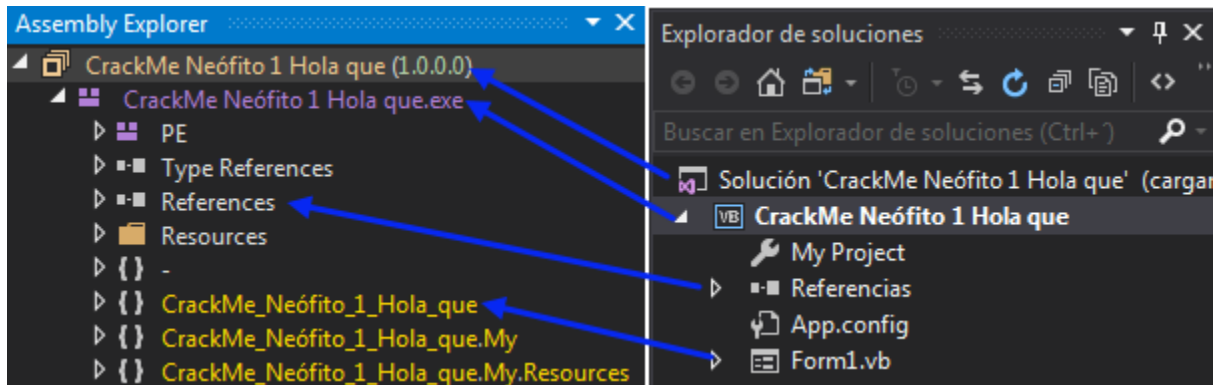 Assembly Explorer
CrackMe Neófito 1 Hola que (1.0.0.0)
CrackMe Neófito 1 Hola que.exe
PE
Type References
References
Resources
{ } -
{ } CrackMe_Neófito_1_Hola_que
{ } CrackMe_Neófito_1_Hola_que.My
{ } CrackMe_Neófito_1_Hola_que.My.Resources
Explorador de soluciones
Buscar en Explorador de soluciones (Ctrl+´)
Solución 'CrackMe Neófito 1 Hola que' (cargar
VB CrackMe Neófito 1 Hola que
My Project
Referencias
App.config
Form1.vb